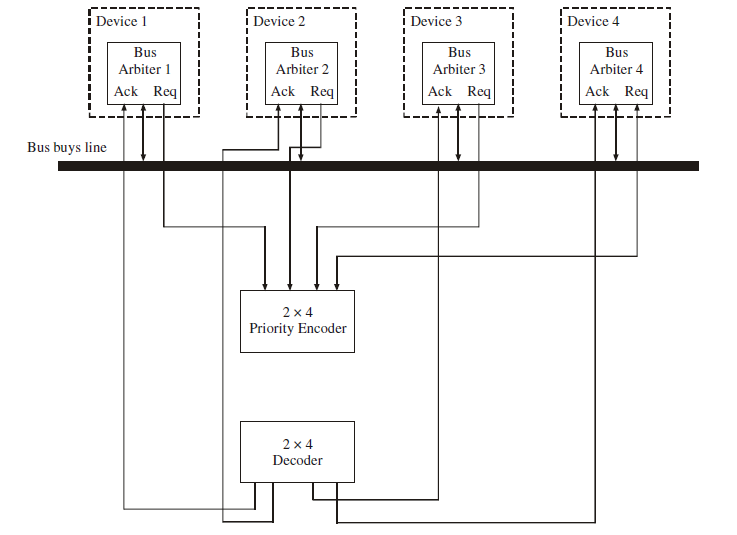 Device 1
Device 2
Device 3
Device 4
Bus
Arbiter 1
Ack Req
Bus
Arbiter 2
Ack Req
Bus
Arbiter 3
Ack Req
Bus
Arbiter 4
Ack Req
Bus buys line
2 × 4
Priority Encoder
2 × 4
Decoder